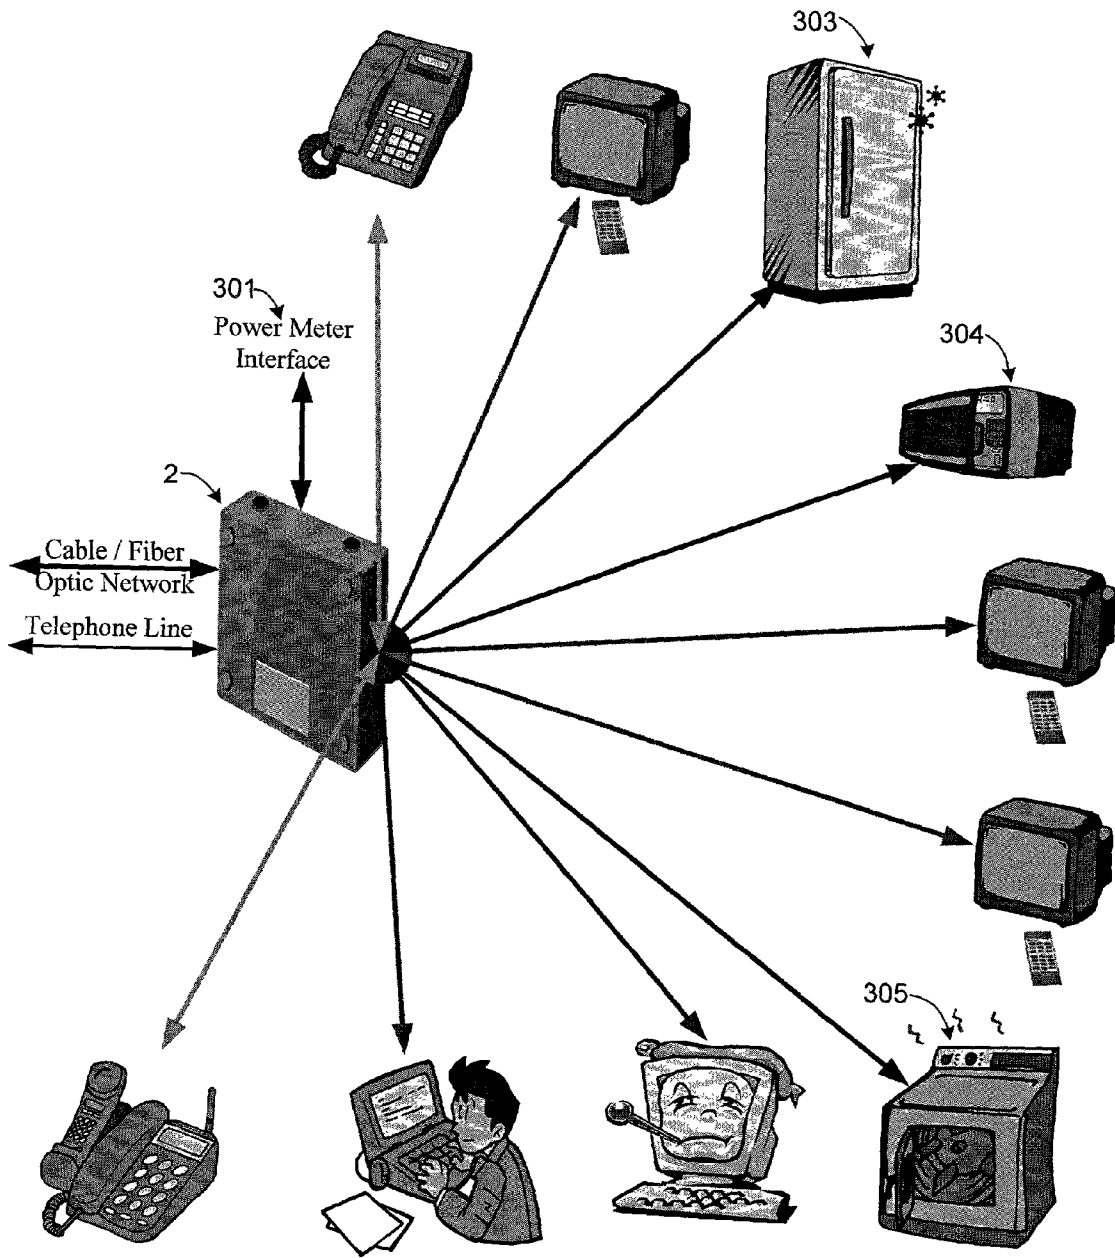 303
301
Power Meter
Interface
304
2
Cable / Fiber
Optic Network
Telephone Line
305